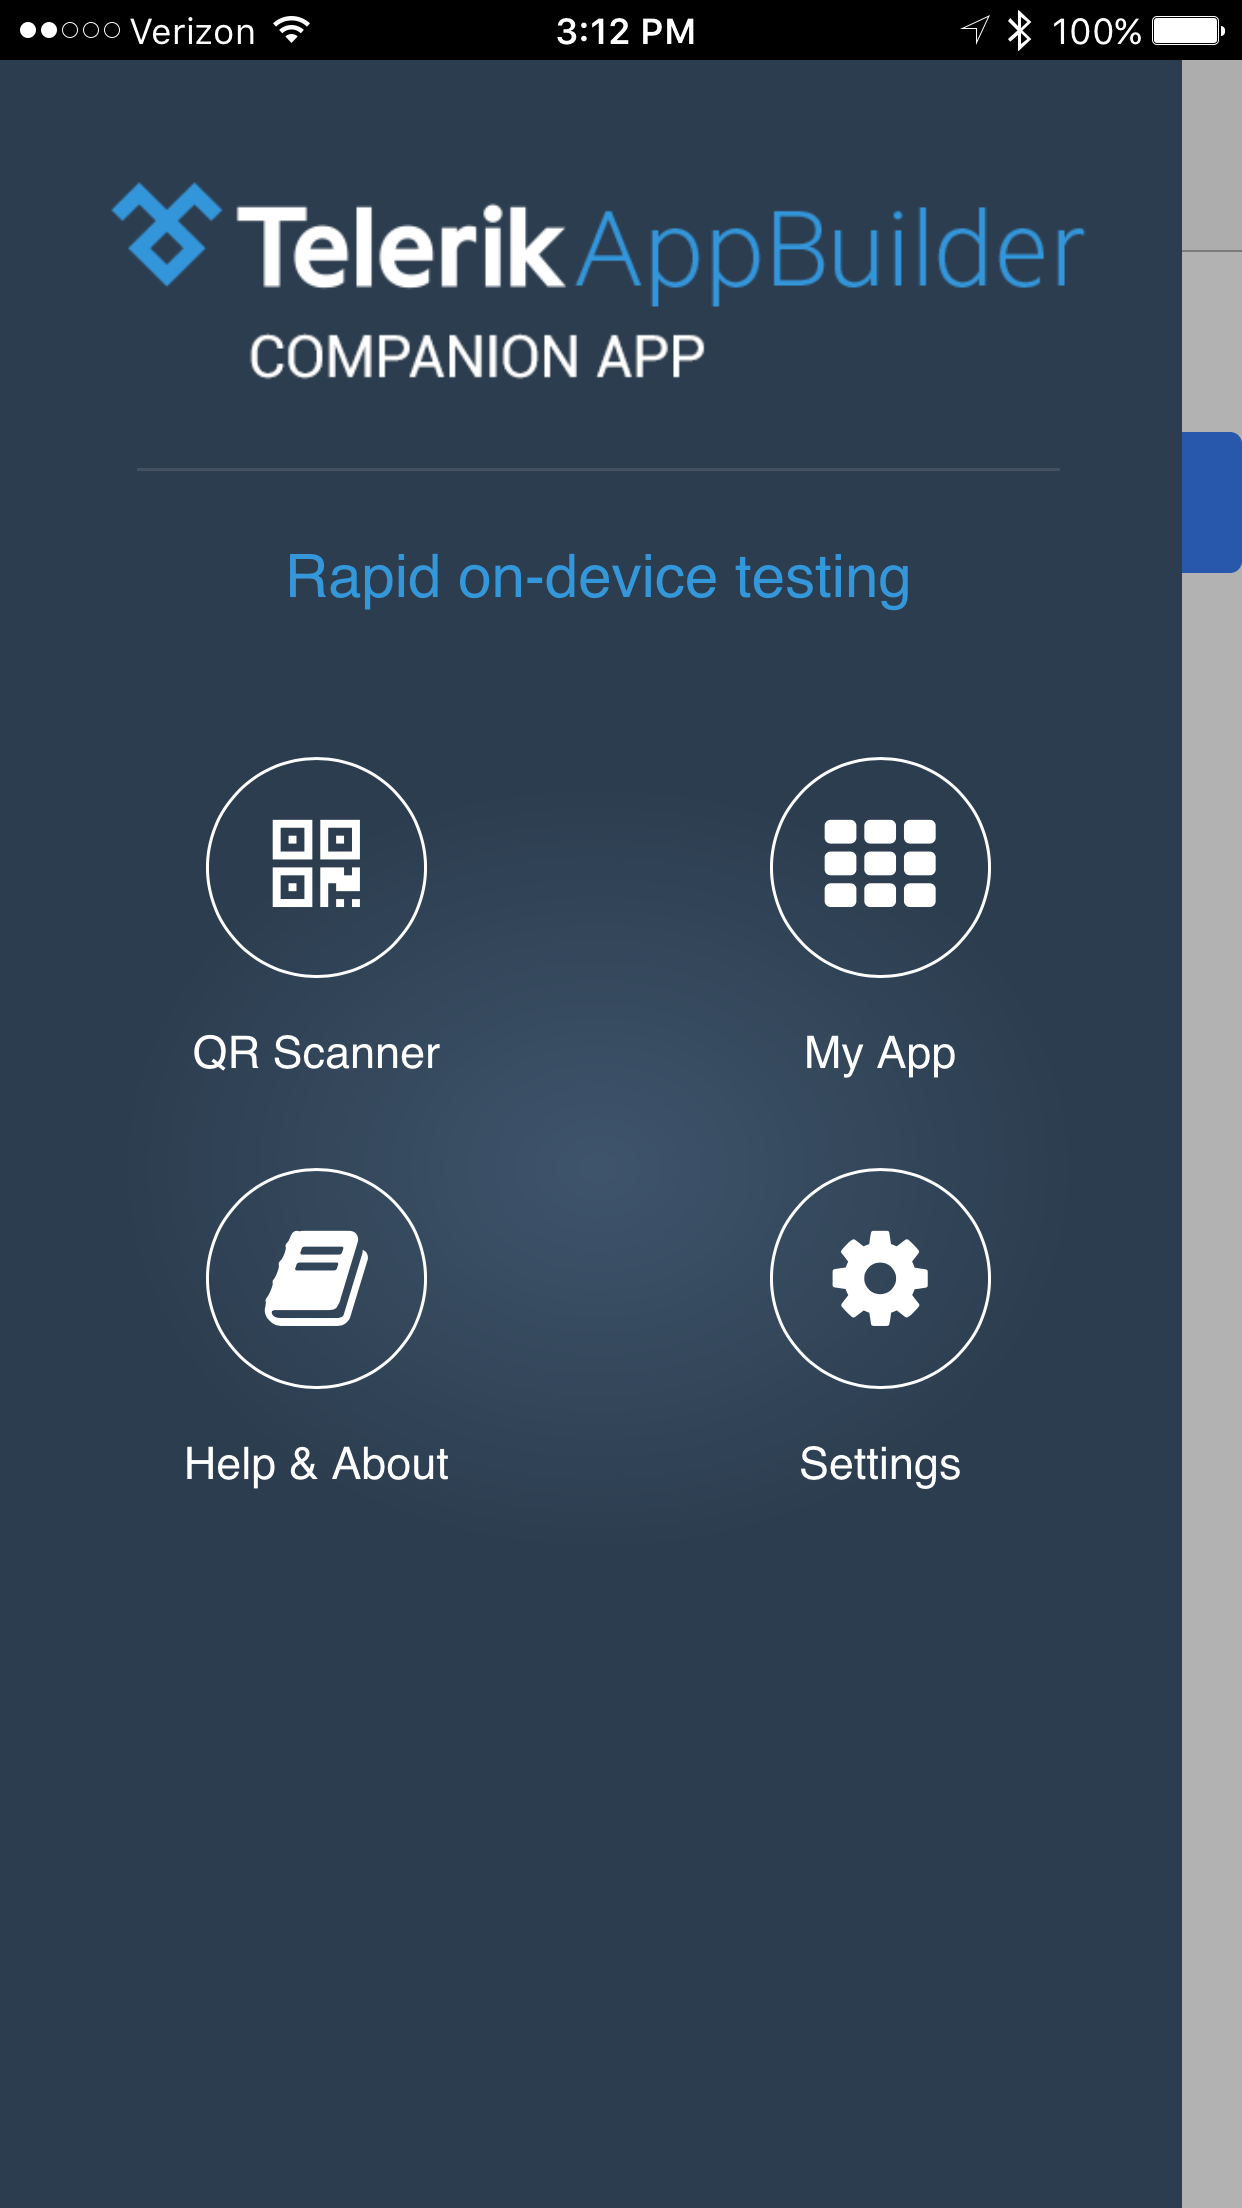 Verizon 3:12 PM 100%
Telerik AppBuilder
COMPANION APP
Rapid on-device testing
QR Scanner My App
Help & About Settings